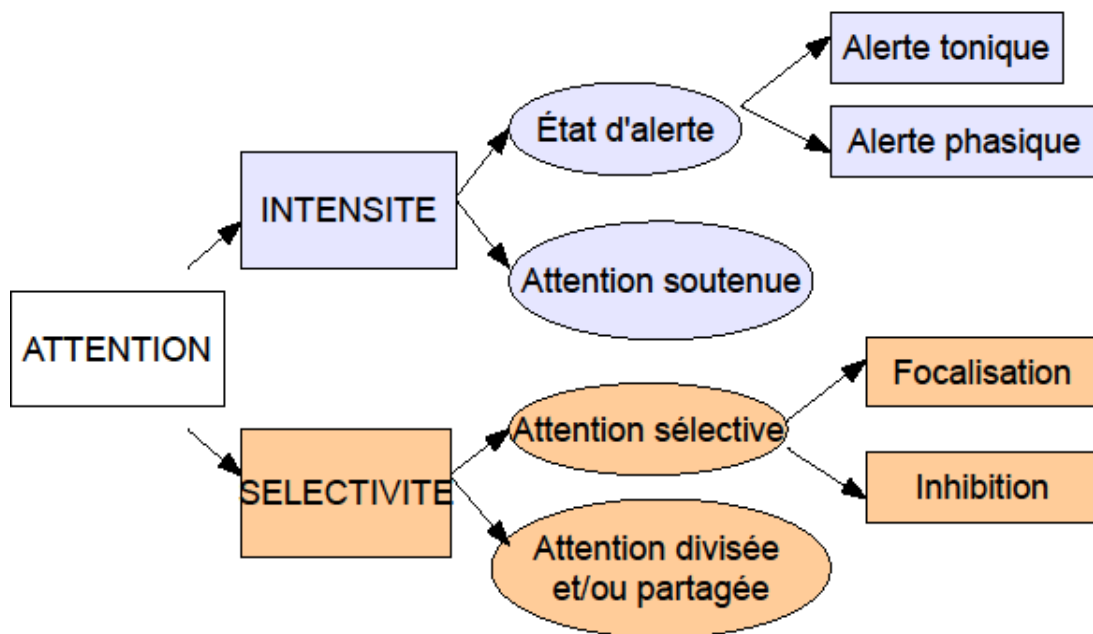 Alerte tonique
État d'alerte
Alerte phasique
INTENSITE
Attention soutenue
ATTENTION
Focalisation
Attention sélective
SELECTIVITE
Inhibition
Attention divisée
et/ou partagée